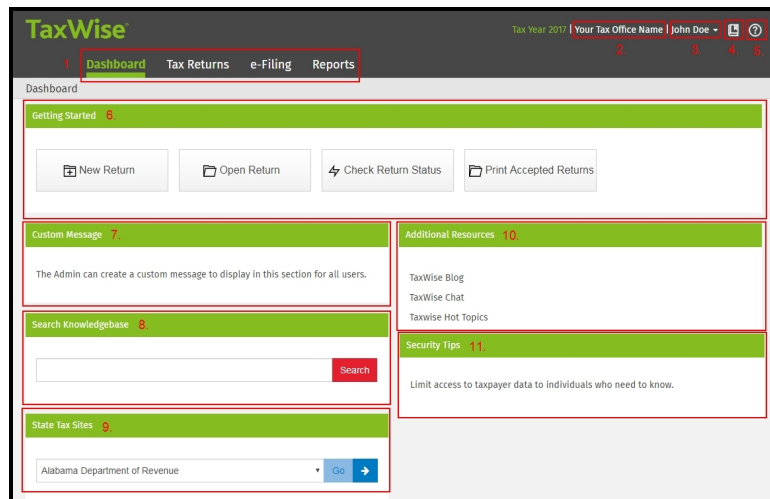 TaxWise®
Tax Year 2017 | Your Tax Office Name | John Doe
2. 3. 4. 5.
1. Dashboard Tax Returns e-Filing Reports
Dashboard
Getting Started 6.
New Return Open Return Check Return Status Print Accepted Returns
Custom Message 7.
The Admin can create a custom message to display in this section for all users.
Additional Resources 10.
TaxWise Blog
TaxWise Chat
Taxwise Hot Topics
Search Knowledgebase 8.
Search
Security Tips 11.
Limit access to taxpayer data to individuals who need to know.
State Tax Sites 9.
Alabama Department of Revenue Go